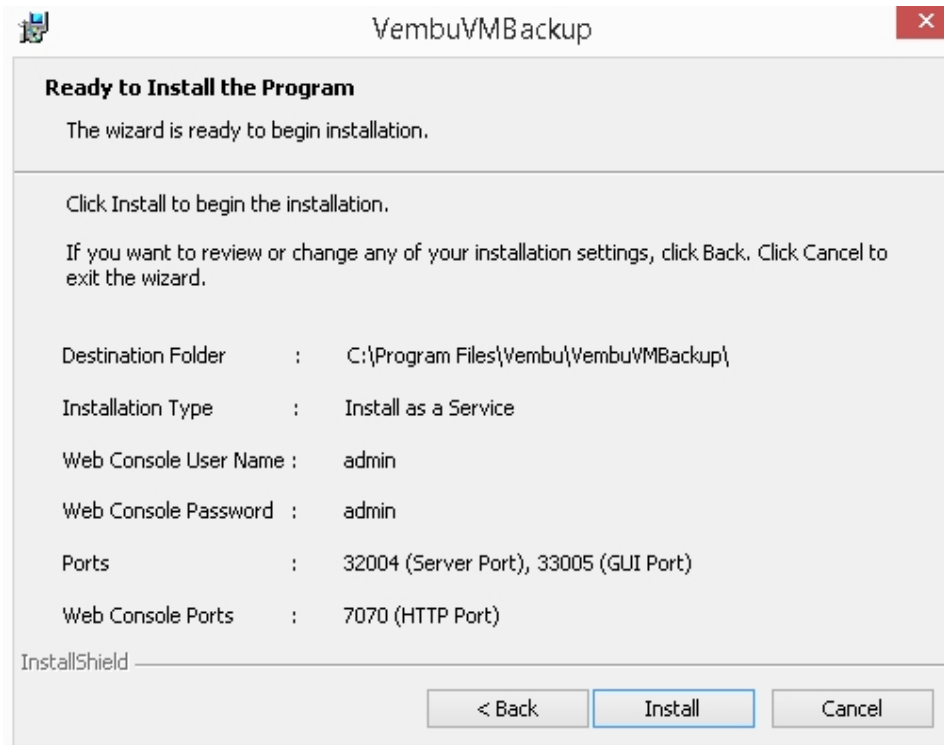 VembuVMBackup
Ready to Install the Program
The wizard is ready to begin installation.
Click Install to begin the installation.
If you want to review or change any of your installation settings, click Back. Click Cancel to
exit the wizard.
Destination Folder : C:\Program Files\Vembu\VembuVMBackup\
Installation Type : Install as a Service
Web Console User Name : admin
Web Console Password : admin
Ports : 32004 (Server Port), 33005 (GUI Port)
Web Console Ports : 7070 (HTTP Port)
InstallShield
< Back Install Cancel